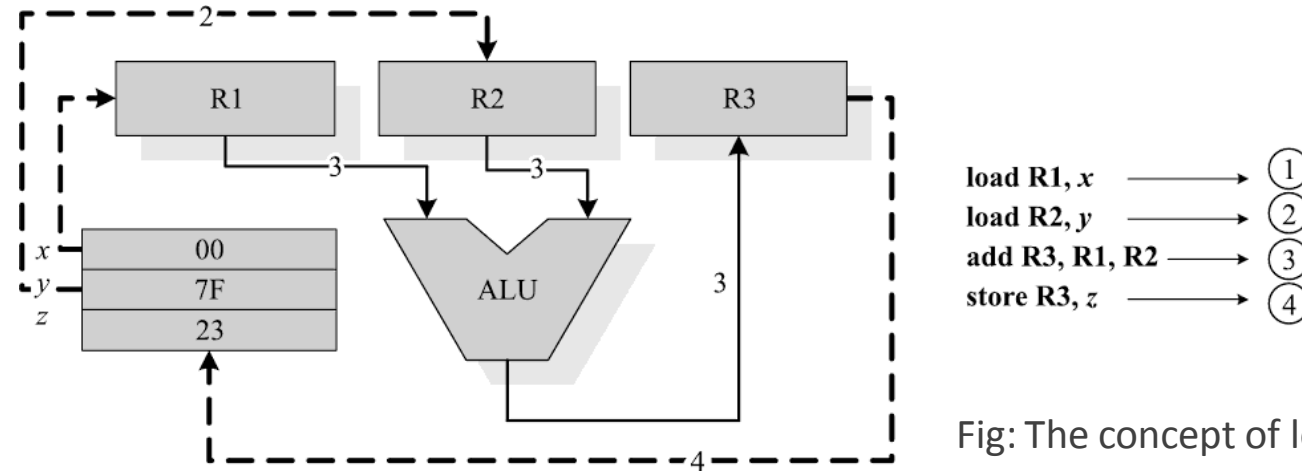 2
R1
R2
R3
3
3
x
00
y
7F
z
23
ALU
3
4
load R1, x
1
load R2, y
2
add R3, R1, R2
3
store R3, z
4
Fig: The concept of